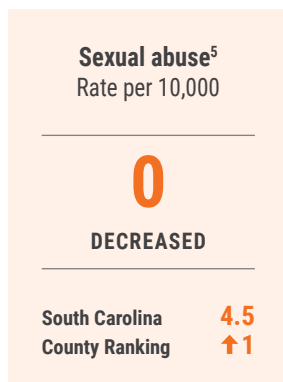 Sexual abuse⁵
Rate per 10,000
0
DECREASED
South Carolina 4.5
County Ranking ↑1